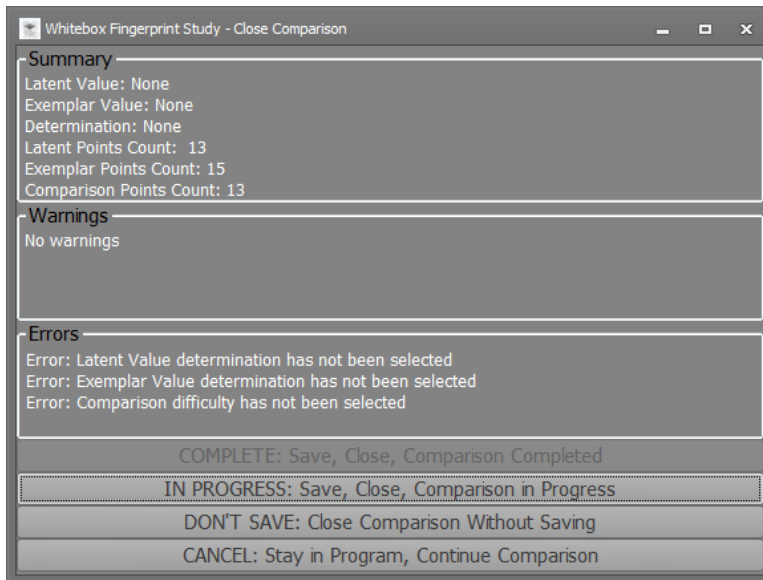 Whitebox Fingerprint Study - Close Comparison
Summary
Latent Value: None
Exemplar Value: None
Determination: None
Latent Points Count:  13
Exemplar Points Count: 15
Comparison Points Count: 13
Warnings
No warnings
Errors
Error: Latent Value determination has not been selected
Error: Exemplar Value determination has not been selected
Error: Comparison difficulty has not been selected
COMPLETE: Save, Close, Comparison Completed
IN PROGRESS: Save, Close, Comparison in Progress
DON'T SAVE: Close Comparison Without Saving
CANCEL: Stay in Program, Continue Comparison